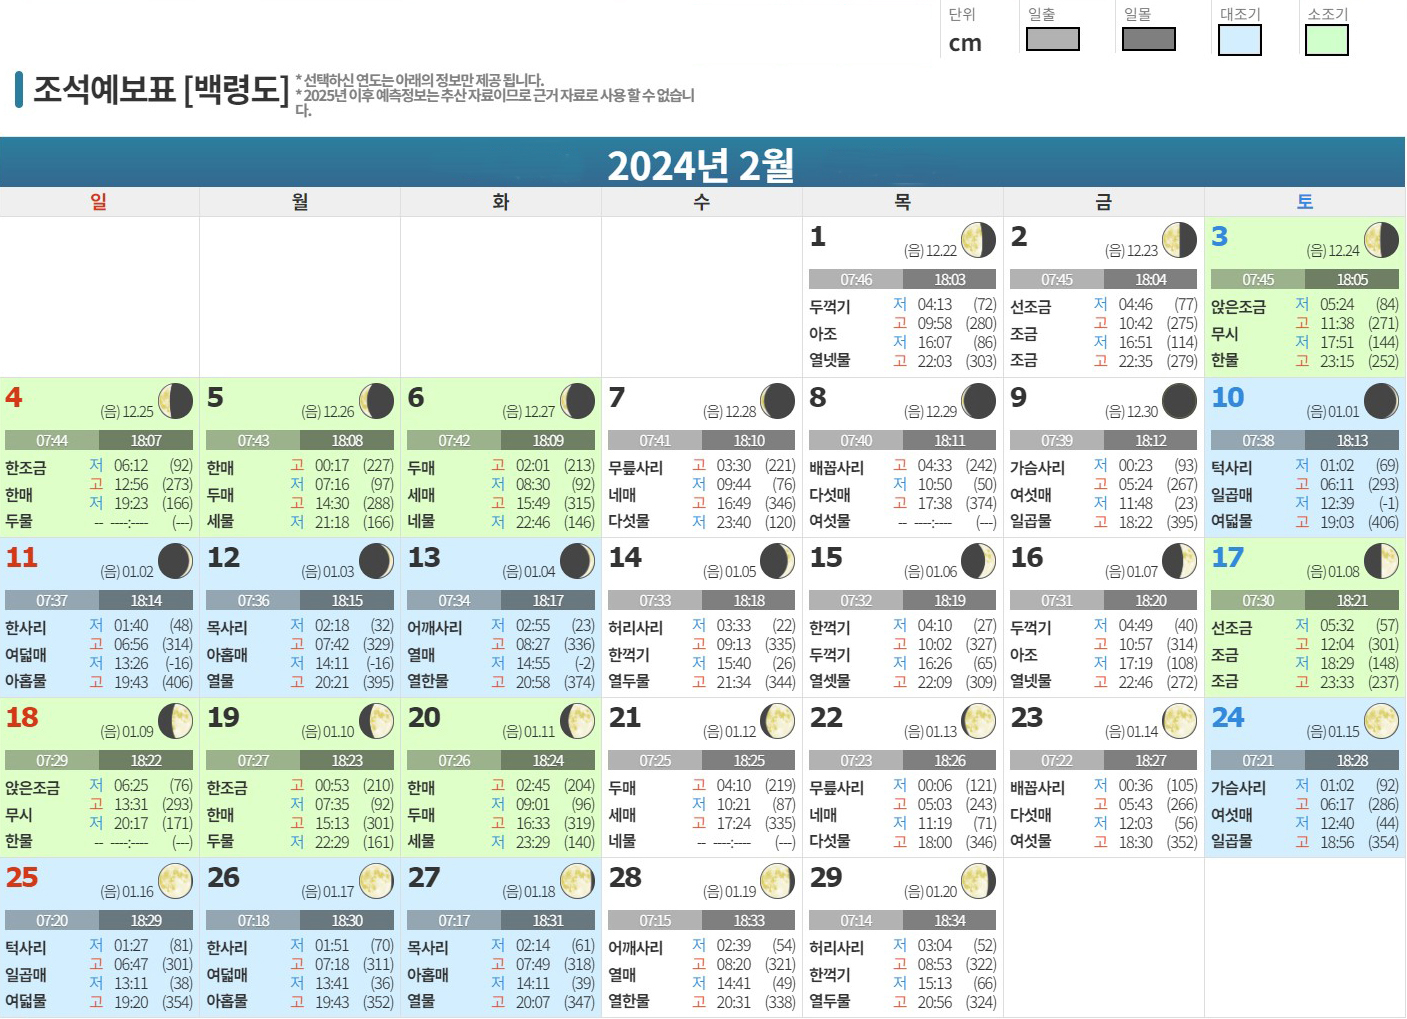 단위 일출 일몰 대조기 소조기
cm
조석예보표 [백령도]
* 선택하신 연도는 아래의 정보만 제공 됩니다.
* 2025년 이후 예측정보는 추산 자료이므로 근거 자료로 사용 할 수 없습니
다.
2024년 2월
일 월 화 수 목 금 토
1 (음) 12.22
07:46 18:03
두꺽기 아조 열넷물
저 04:13 (72)
고 09:58 (280)
저 16:07 (86)
고 22:03 (303)
2 (음) 12.23
07:45 18:04
선조금 조금 조금
저 04:46 (77)
고 10:42 (275)
저 16:51 (114)
고 22:35 (279)
3 (음) 12.24
07:45 18:05
앉은조금 무시 한물
저 05:24 (84)
고 11:38 (271)
저 17:51 (144)
고 23:15 (252)
4 (음) 12.25
07:44 18:07
한조금 한매 두물
저 06:12 (92)
고 12:56 (273)
저 19:23 (166)
-- ----:---- (---)
5 (음) 12.26
07:43 18:08
한매 두매 세물
고 00:17 (227)
저 07:16 (97)
고 14:30 (288)
저 21:18 (166)
6 (음) 12.27
07:42 18:09
두매 세매 네물
고 02:01 (213)
저 08:30 (92)
고 15:49 (315)
저 22:46 (146)
7 (음) 12.28
07:41 18:10
무릎사리 네매 다섯물
고 03:30 (221)
저 09:44 (76)
고 16:49 (346)
저 23:40 (120)
8 (음) 12.29
07:40 18:11
배꼽사리 다섯매 여섯물
고 04:33 (242)
저 10:50 (50)
고 17:38 (374)
-- ----:---- (---)
9 (음) 12.30
07:39 18:12
가슴사리 여섯매 일곱물
저 00:23 (93)
고 05:24 (267)
저 11:48 (23)
고 18:22 (395)
10 (음) 01.01
07:38 18:13
턱사리 일곱매 여덟물
저 01:02 (69)
고 06:11 (293)
저 12:39 (-1)
고 19:03 (406)
11 (음) 01.02
07:37 18:14
한사리 여덟매 아홉물
저 01:40 (48)
고 06:56 (314)
저 13:26 (-16)
고 19:43 (406)
12 (음) 01.03
07:36 18:15
목사리 아홉매 열물
저 02:18 (32)
고 07:42 (329)
저 14:11 (-16)
고 20:21 (395)
13 (음) 01.04
07:34 18:17
어깨사리 열매 열한물
저 02:55 (23)
고 08:27 (336)
저 14:55 (-2)
고 20:58 (374)
14 (음) 01.05
07:33 18:18
허리사리 한꺽기 열두물
저 03:33 (22)
고 09:13 (335)
저 15:40 (26)
고 21:34 (344)
15 (음) 01.06
07:32 18:19
한꺽기 두꺽기 열셋물
저 04:10 (27)
고 10:02 (327)
저 16:26 (65)
고 22:09 (309)
16 (음) 01.07
07:31 18:20
두꺽기 아조 열넷물
저 04:49 (40)
고 10:57 (314)
저 17:19 (108)
고 22:46 (272)
17 (음) 01.08
07:30 18:21
선조금 조금 조금
저 05:32 (57)
고 12:04 (301)
저 18:29 (148)
고 23:33 (237)
18 (음) 01.09
07:29 18:22
앉은조금 무시 한물
저 06:25 (76)
고 13:31 (293)
저 20:17 (171)
-- ----:---- (---)
19 (음) 01.10
07:27 18:23
한조금 한매 두물
고 00:53 (210)
저 07:35 (92)
고 15:13 (301)
저 22:29 (161)
20 (음) 01.11
07:26 18:24
한매 두매 세물
고 02:45 (204)
저 09:01 (96)
고 16:33 (319)
저 23:29 (140)
21 (음) 01.12
07:25 18:25
두매 세매 네물
고 04:10 (219)
저 10:21 (87)
고 17:24 (335)
-- ----:---- (---)
22 (음) 01.13
07:23 18:26
무릎사리 네매 다섯물
저 00:06 (121)
고 05:03 (243)
저 11:19 (71)
고 18:00 (346)
23 (음) 01.14
07:22 18:27
배꼽사리 다섯매 여섯물
저 00:36 (105)
고 05:43 (266)
저 12:03 (56)
고 18:30 (352)
24 (음) 01.15
07:21 18:28
가슴사리 여섯매 일곱물
저 01:02 (92)
고 06:17 (286)
저 12:40 (44)
고 18:56 (354)
25 (음) 01.16
07:20 18:29
턱사리 일곱매 여덟물
저 01:27 (81)
고 06:47 (301)
저 13:11 (38)
고 19:20 (354)
26 (음) 01.17
07:18 18:30
한사리 여덟매 아홉물
저 01:51 (70)
고 07:18 (311)
저 13:41 (36)
고 19:43 (352)
27 (음) 01.18
07:17 18:31
목사리 아홉매 열물
저 02:14 (61)
고 07:49 (318)
저 14:11 (39)
고 20:07 (347)
28 (음) 01.19
07:15 18:33
어깨사리 열매 열한물
저 02:39 (54)
고 08:20 (321)
저 14:41 (49)
고 20:31 (338)
29 (음) 01.20
07:14 18:34
허리사리 한꺽기 열두물
저 03:04 (52)
고 08:53 (322)
저 15:13 (66)
고 20:56 (324)